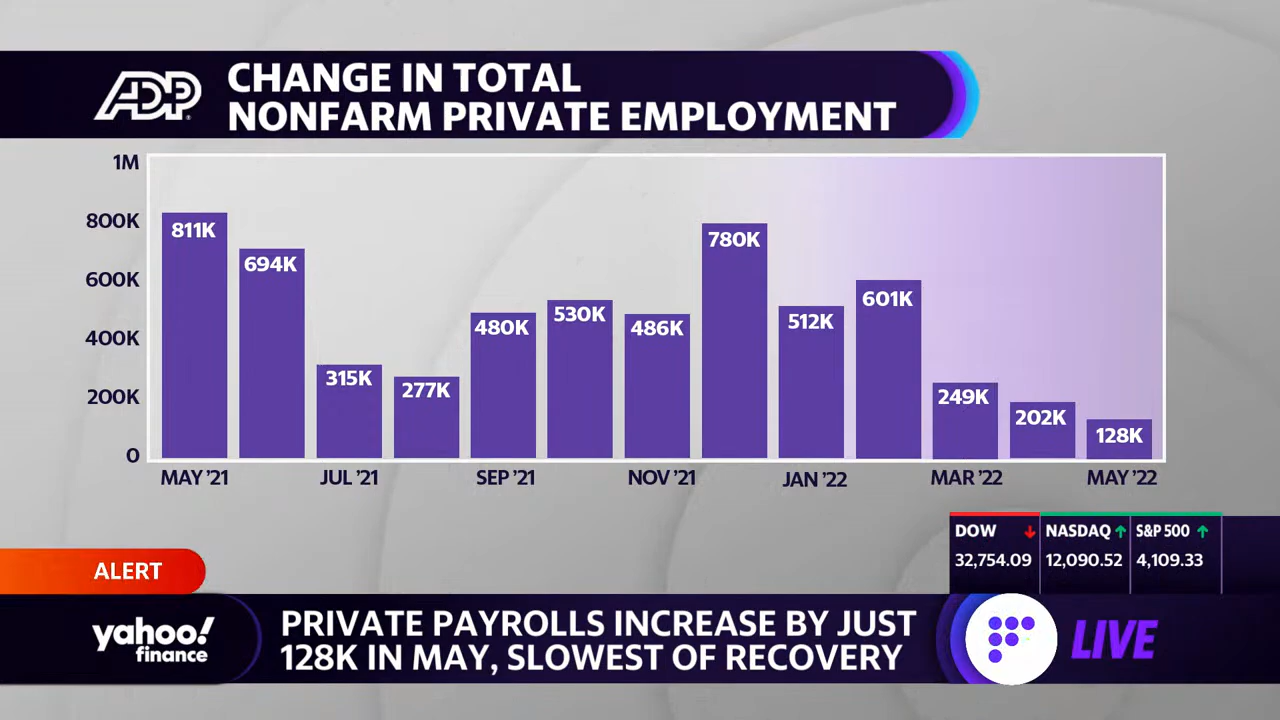 ADP
CHANGE IN TOTAL
NONFARM PRIVATE EMPLOYMENT
1M
800K
600K
400K
200K
0
811K
694K
315K
277K
480K
530K
486K
780K
512K
601K
249K
202K
128K
MAY '21
JUL '21
SEP '21
NOV '21
JAN '22
MAR '22
MAY '22
DOW
32,754.09
NASDAQ
12,090.52
S&P 500
4,109.33
ALERT
yahoo!
finance
PRIVATE PAYROLLS INCREASE BY JUST
128K IN MAY, SLOWEST OF RECOVERY
LIVE